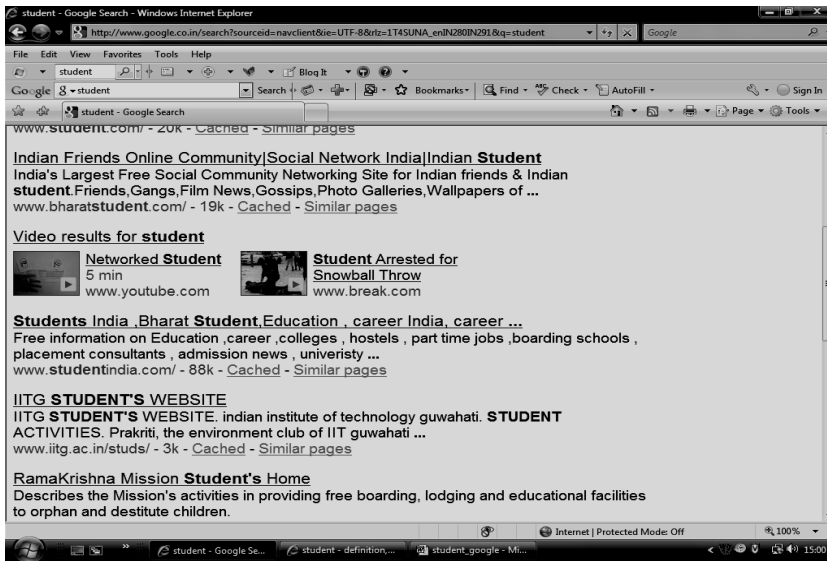 student - Google Search - Windows Internet Explorer
http://www.google.co.in/search?sourceid=navclient&ie=UTF-8&rlz=1T4SUNA_enIN280IN291&q=student
Google
File Edit View Favorites Tools Help
student Blog It
Google student Search Bookmarks Find Check AutoFill Sign In
student - Google Search Page Tools
www.student.com/ - 20k - Cached - Similar pages
Indian Friends Online Community|Social Network India|Indian Student
India's Largest Free Social Community Networking Site for Indian friends & Indian
student.Friends,Gangs,Film News,Gossips,Photo Galleries,Wallpapers of ...
www.bharatstudent.com/ - 19k - Cached - Similar pages
Video results for student
Networked Student
5 min
www.youtube.com
Student Arrested for
Snowball Throw
www.break.com
Students India ,Bharat Student,Education , career India, career ...
Free information on Education ,career ,colleges , hostels , part time jobs ,boarding schools ,
placement consultants , admission news , univeristy ...
www.studentindia.com/ - 88k - Cached - Similar pages
IITG STUDENT'S WEBSITE
IITG STUDENT'S WEBSITE. indian institute of technology guwahati. STUDENT
ACTIVITIES. Prakriti, the environment club of IIT guwahati ...
www.iitg.ac.in/studs/ - 3k - Cached - Similar pages
RamaKrishna Mission Student's Home
Describes the Mission's activities in providing free boarding, lodging and educational facilities
to orphan and destitute children.
Internet | Protected Mode: Off 100%
student - Google Se... student - definition,... student_google - Mi... 15:00